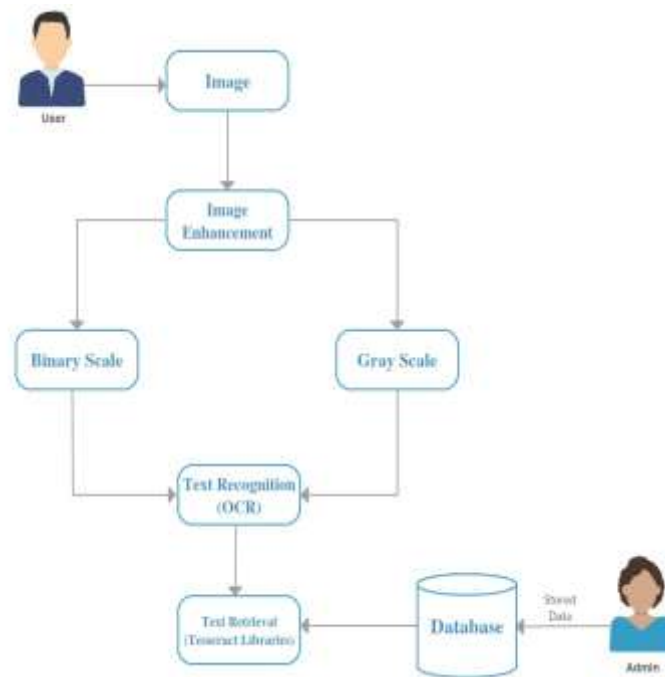 User
Image
Image
Enhancement
Binary Scale
Gray Scale
Text Recognition
(OCR)
Text Retrieval
(Tesseract Libraries)
Database
Stored
Data
Admin